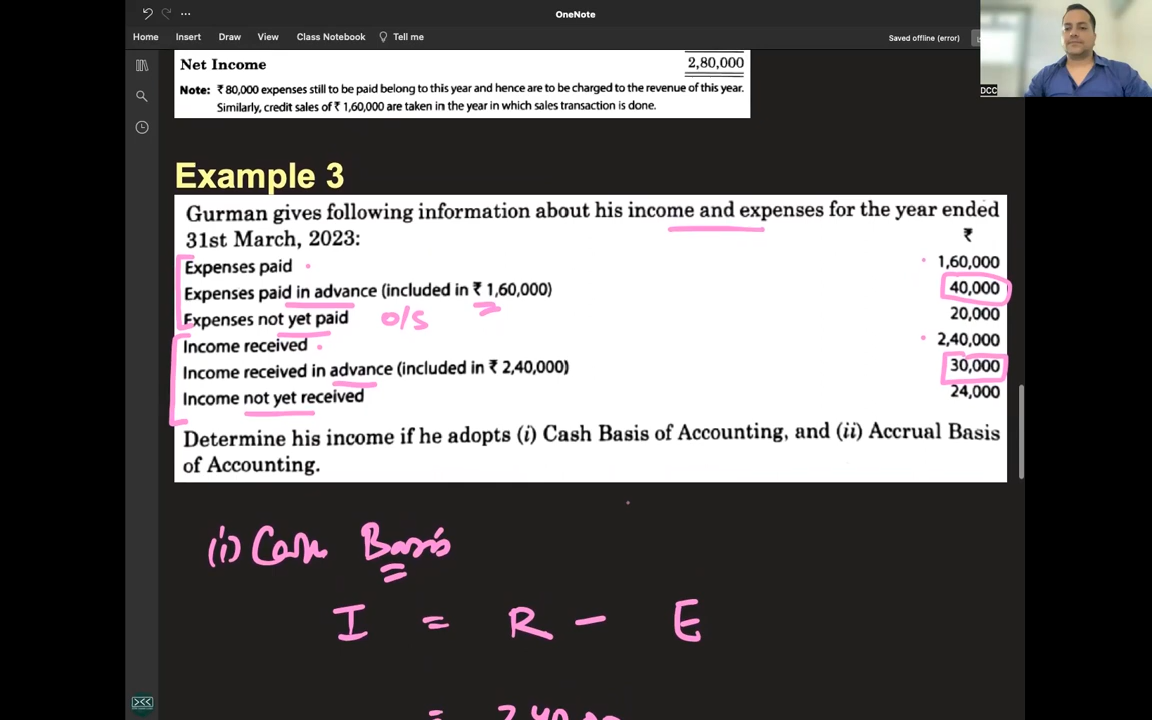 OneNote
Home Insert Draw View Class Notebook Tell me
Saved offline (error)
DCC
Net Income 2,80,000
Note: ₹ 80,000 expenses still to be paid belong to this year and hence are to be charged to the revenue of this year.
Similarly, credit sales of ₹ 1,60,000 are taken in the year in which sales transaction is done.
Example 3
Gurman gives following information about his income and expenses for the year ended
31st March, 2023: ₹
Expenses paid 1,60,000
Expenses paid in advance (included in ₹ 1,60,000) 40,000
Expenses not yet paid O/S 20,000
Income received 2,40,000
Income received in advance (included in ₹ 2,40,000) 30,000
Income not yet received 24,000
Determine his income if he adopts (i) Cash Basis of Accounting, and (ii) Accrual Basis
of Accounting.
(i) Cash Basis
I = R - E
=